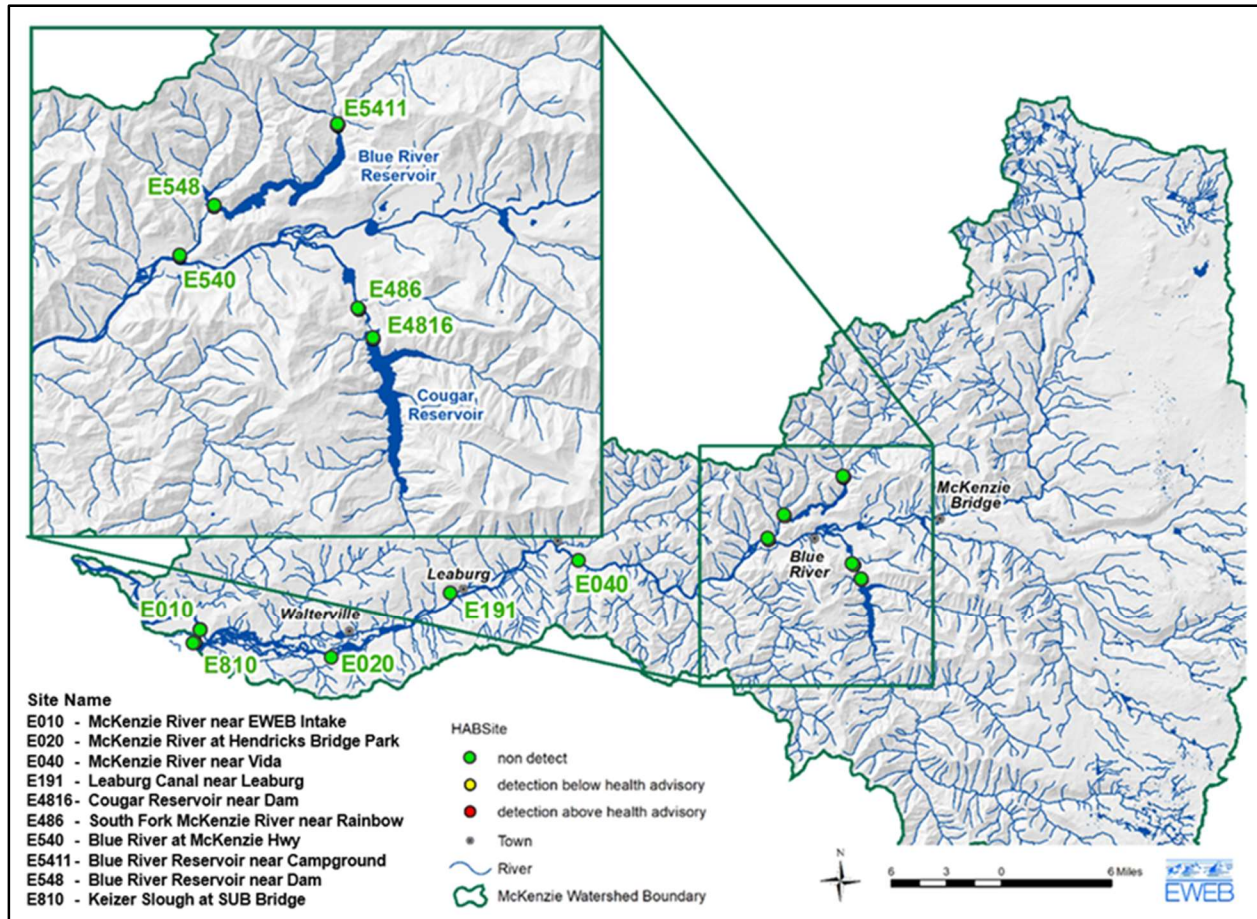 E5411
Blue River
Reservoir
E548
E540
E486
E4816
Cougar
Reservoir
McKenzie
Bridge
Blue
River
Leaburg
E040
E191
E010
Walterville
E810
E020
Site Name
E010 - McKenzie River near EWEB Intake
E020 - McKenzie River at Hendricks Bridge Park
E040 - McKenzie River near Vida
E191 - Leaburg Canal near Leaburg
E4816 - Cougar Reservoir near Dam
E486 - South Fork McKenzie River near Rainbow
E540 - Blue River at McKenzie Hwy
E5411 - Blue River Reservoir near Campground
E548 - Blue River Reservoir near Dam
E810 - Keizer Slough at SUB Bridge
HABSite
non detect
detection below health advisory
detection above health advisory
Town
River
McKenzie Watershed Boundary
N
6 3 0 6 Miles
EWEB